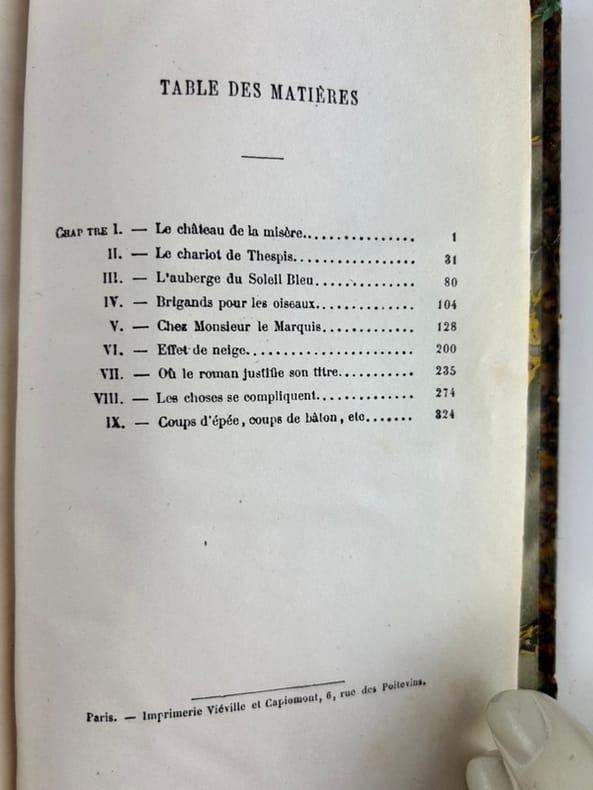 TABLE DES MATIÈRES
CHAP TRE I. — Le château de la misère.................. 1
II. — Le chariot de Thespis.................. 31
III. — L'auberge du Soleil Bleu............... 80
IV. — Brigands pour les oiseaux............. 104
V. — Chez Monsieur le Marquis............. 128
VI. — Effet de neige........................ 200
VII. — Où le roman justifie son titre........... 235
VIII. — Les choses se compliquent.............. 274
IX. — Coups d'épée, coups de bâton, etc....... 324
Paris. — Imprimerie Viéville et Capiomont, 6, rue des Poitevins.